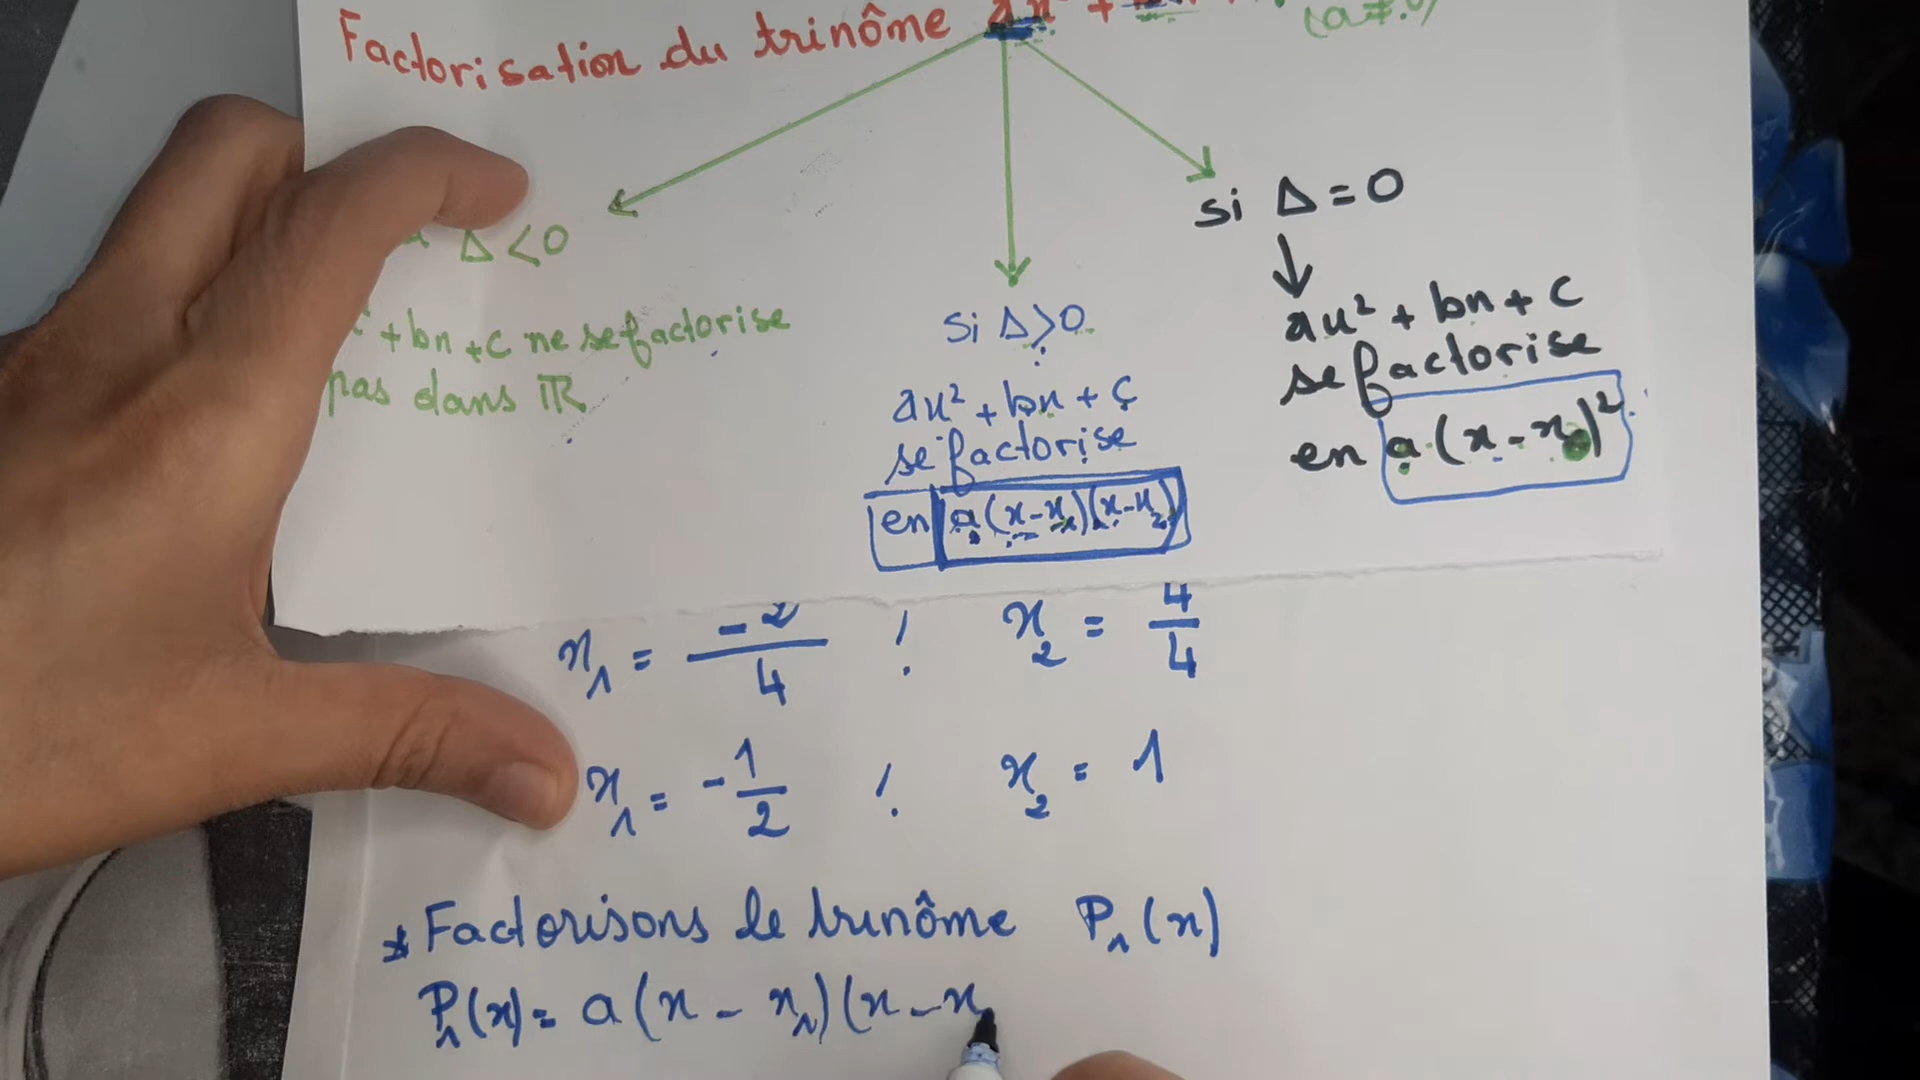 Factorisation du trinôme ax² +
(a≠0)
Δ<0
+bx+c ne se factorise
pas dans ℝ
si Δ>0
ax²+bx+c
se factorise
en a(x-x₁)(x-x₂)
si Δ=0
ax²+bx+c
se factorise
en a(x-x₀)²
x₁ = -2/4 ; x₂ = 4/4
x₁ = -1/2 ; x₂ = 1
* Factorisons le trinôme P₁(x)
P₁(x) = a(x - x₁)(x - x